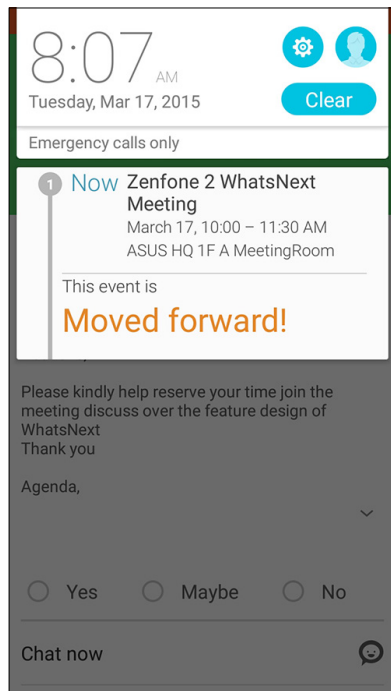 8:07 AM
Tuesday, Mar 17, 2015
Clear
Emergency calls only
1 Now Zenfone 2 WhatsNext
Meeting
March 17, 10:00 – 11:30 AM
ASUS HQ 1F A MeetingRoom
This event is
Moved forward!
Please kindly help reserve your time join the
meeting discuss over the feature design of
WhatsNext
Thank you
Agenda,
Yes Maybe No
Chat now